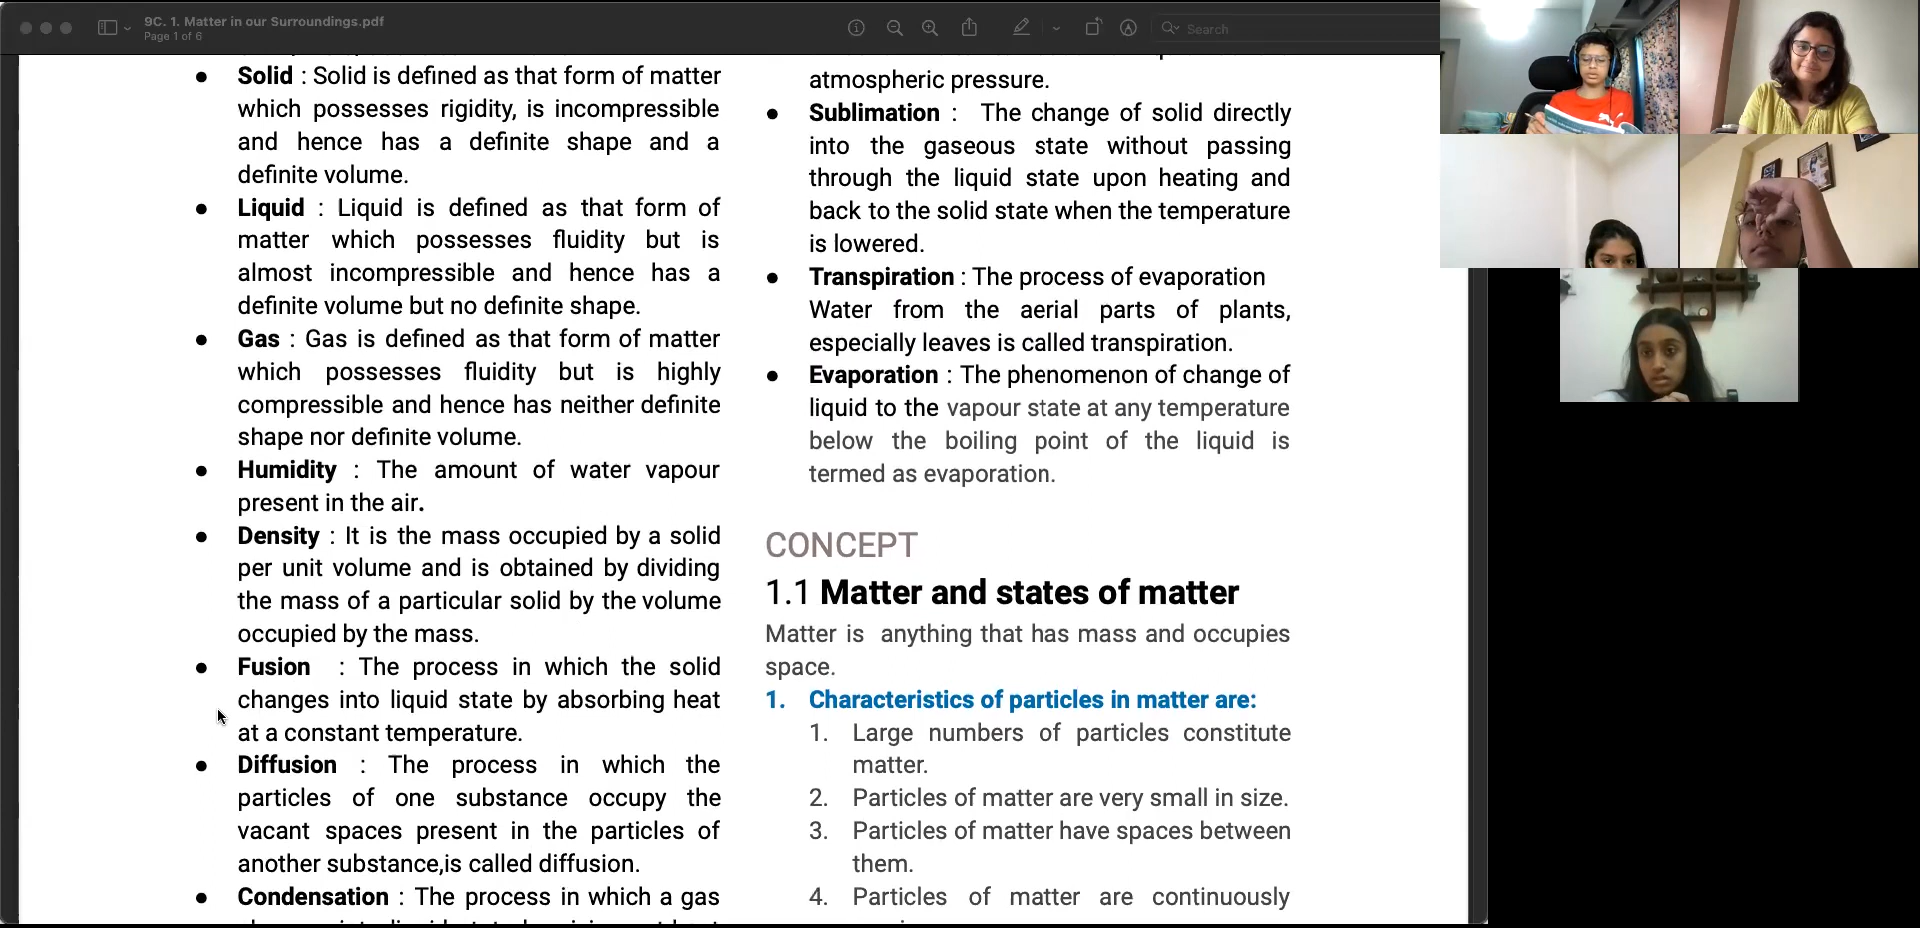 9C. 1. Matter in our Surroundings.pdf
Page 1 of 6
Search
Solid : Solid is defined as that form of matter
which possesses rigidity, is incompressible
and hence has a definite shape and a
definite volume.
Liquid : Liquid is defined as that form of
matter which possesses fluidity but is
almost incompressible and hence has a
definite volume but no definite shape.
Gas : Gas is defined as that form of matter
which possesses fluidity but is highly
compressible and hence has neither definite
shape nor definite volume.
Humidity : The amount of water vapour
present in the air.
Density : It is the mass occupied by a solid
per unit volume and is obtained by dividing
the mass of a particular solid by the volume
occupied by the mass.
Fusion : The process in which the solid
changes into liquid state by absorbing heat
at a constant temperature.
Diffusion : The process in which the
particles of one substance occupy the
vacant spaces present in the particles of
another substance,is called diffusion.
Condensation : The process in which a gas
atmospheric pressure.
Sublimation : The change of solid directly
into the gaseous state without passing
through the liquid state upon heating and
back to the solid state when the temperature
is lowered.
Transpiration : The process of evaporation
Water from the aerial parts of plants,
especially leaves is called transpiration.
Evaporation : The phenomenon of change of
liquid to the vapour state at any temperature
below the boiling point of the liquid is
termed as evaporation.
CONCEPT
1.1 Matter and states of matter
Matter is anything that has mass and occupies
space.
1. Characteristics of particles in matter are:
1. Large numbers of particles constitute
matter.
2. Particles of matter are very small in size.
3. Particles of matter have spaces between
them.
4. Particles of matter are continuously